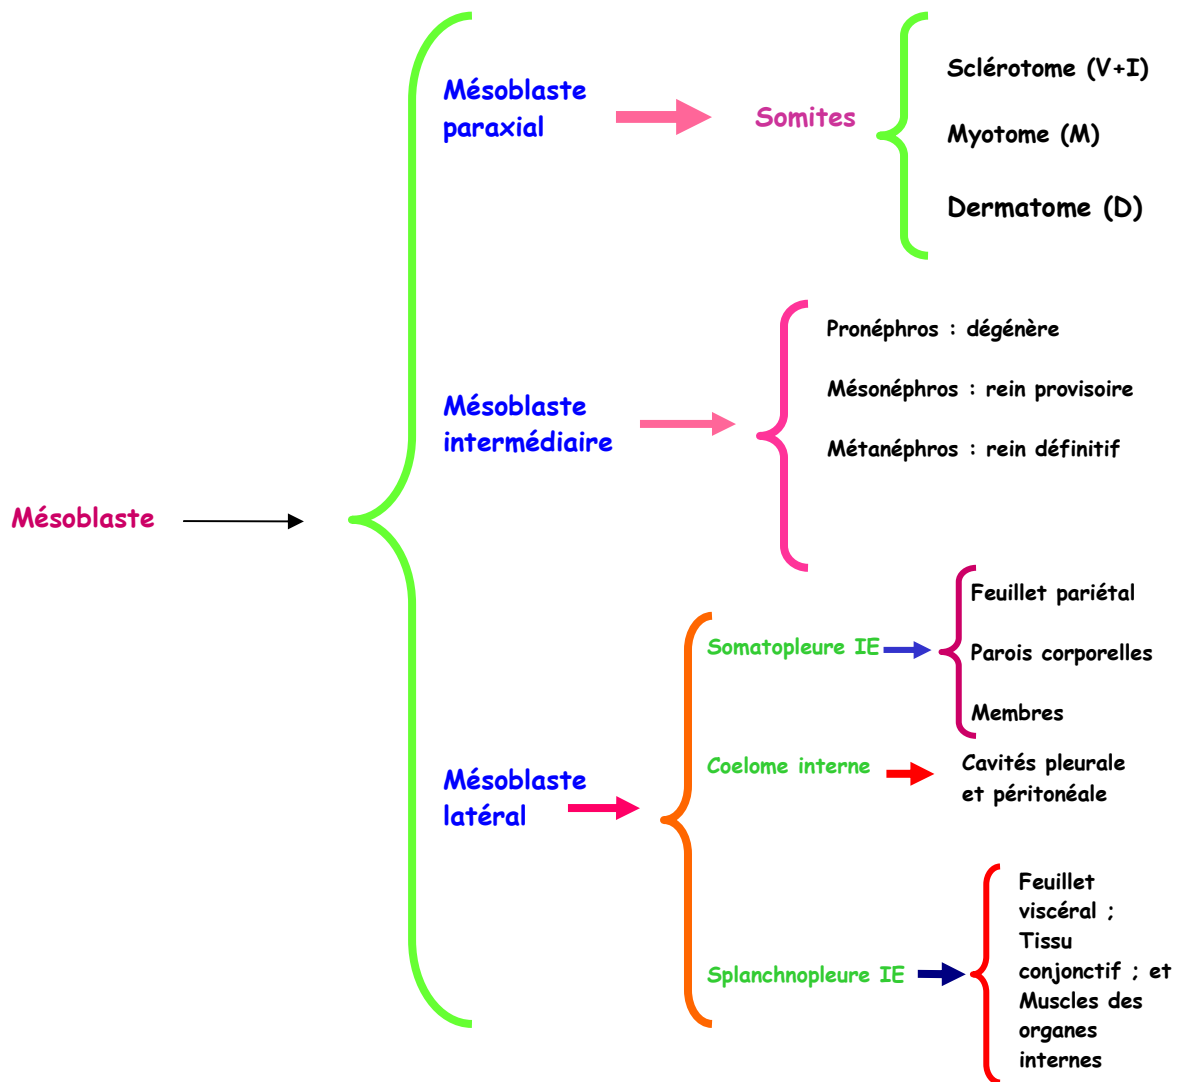 Mésoblaste
Mésoblaste
paraxial
Somites
Sclérotome (V+I)
Myotome (M)
Dermatome (D)
Mésoblaste
intermédiaire
Pronéphros : dégénère
Mésonéphros : rein provisoire
Métanéphros : rein définitif
Mésoblaste
latéral
Somatopleure IE
Feuillet pariétal
Parois corporelles
Membres
Coelome interne
Cavités pleurale
et péritonéale
Splanchnopleure IE
Feuillet
viscéral ;
Tissu
conjonctif ; et
Muscles des
organes
internes